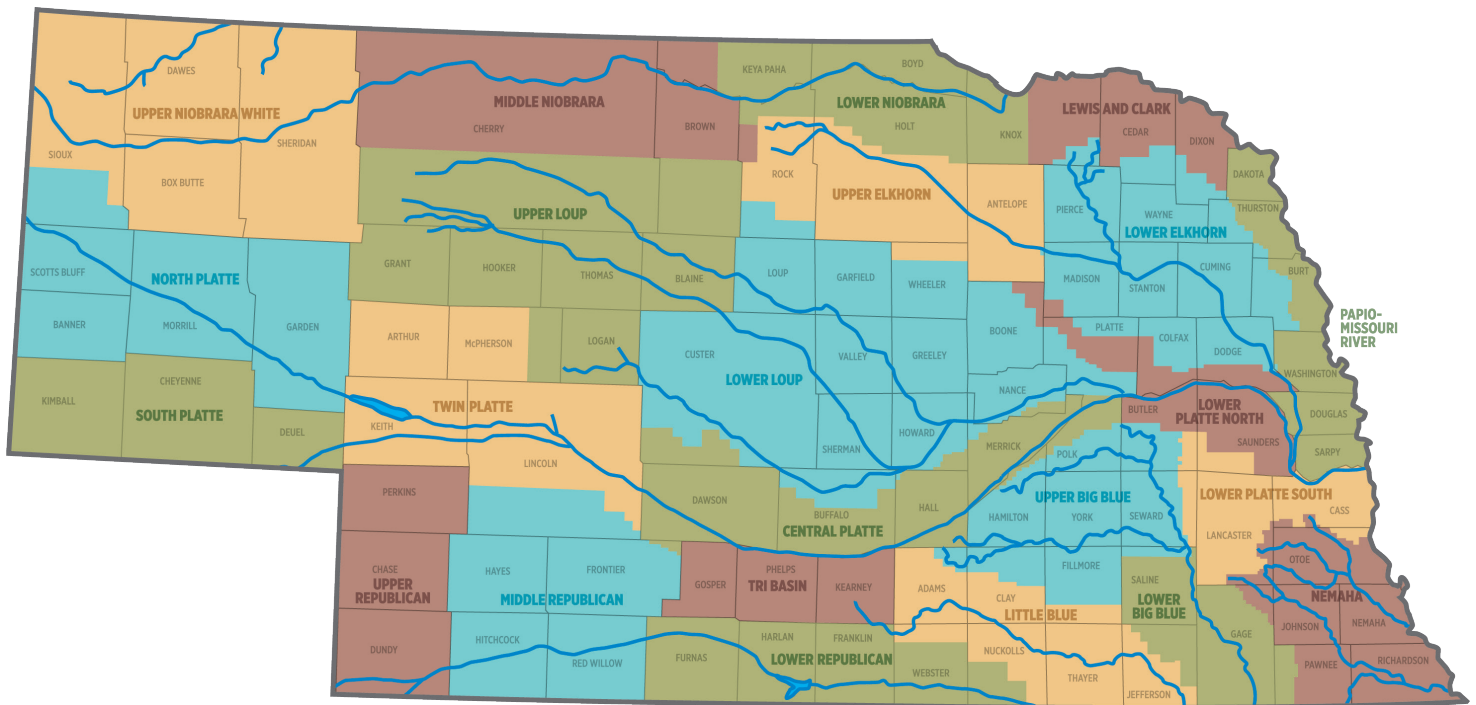 DAWES
UPPER NIOBRARA WHITE
SIOUX
SHERIDAN
BOX BUTTE
MIDDLE NIOBRARA
CHERRY
BROWN
KEYA PAHA
BOYD
LOWER NIOBRARA
HOLT
KNOX
LEWIS AND CLARK
CEDAR
DIXON
DAKOTA
THURSTON
ROCK
UPPER ELKHORN
ANTELOPE
PIERCE
WAYNE
LOWER ELKHORN
CUMING
MADISON
STANTON
BURT
UPPER LOUP
GRANT
HOOKER
THOMAS
BLAINE
LOUP
GARFIELD
WHEELER
SCOTTS BLUFF
NORTH PLATTE
BANNER
MORRILL
GARDEN
ARTHUR
McPHERSON
LOGAN
CUSTER
LOWER LOUP
VALLEY
GREELEY
BOONE
PLATTE
COLFAX
DODGE
PAPIO-
MISSOURI
RIVER
WASHINGTON
NANCE
KIMBALL
CHEYENNE
SOUTH PLATTE
DEUEL
TWIN PLATTE
KEITH
LINCOLN
SHERMAN
HOWARD
MERRICK
BUTLER
LOWER
PLATTE NORTH
SAUNDERS
DOUGLAS
SARPY
POLK
PERKINS
DAWSON
BUFFALO
CENTRAL PLATTE
HALL
UPPER BIG BLUE
HAMILTON
YORK
SEWARD
LOWER PLATTE SOUTH
CASS
LANCASTER
OTOE
CHASE
UPPER
REPUBLICAN
HAYES
FRONTIER
MIDDLE REPUBLICAN
GOSPER
PHELPS
TRI BASIN
KEARNEY
ADAMS
CLAY
LITTLE BLUE
FILLMORE
SALINE
LOWER
BIG BLUE
NEMAHA
JOHNSON
NEMAHA
GAGE
DUNDY
HITCHCOCK
RED WILLOW
FURNAS
HARLAN
FRANKLIN
LOWER REPUBLICAN
WEBSTER
NUCKOLLS
THAYER
JEFFERSON
PAWNEE
RICHARDSON